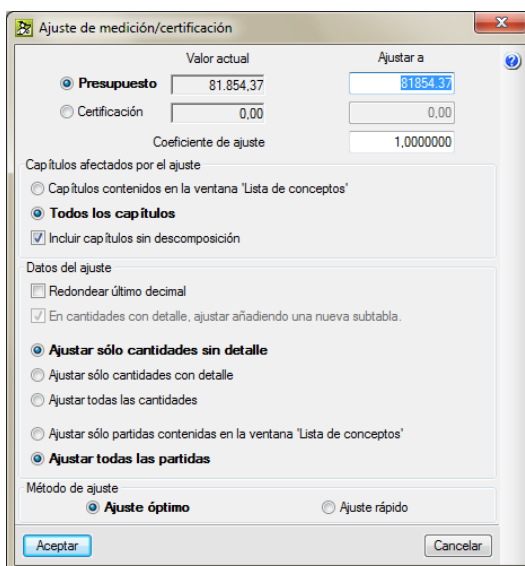 Ajuste de medición/certificación
Valor actual Ajustar a
Presupuesto 81.854,37 81854.37
Certificación 0,00 0,00
Coeficiente de ajuste 1,0000000
Capítulos afectados por el ajuste
Capítulos contenidos en la ventana 'Lista de conceptos'
Todos los capítulos
Incluir capítulos sin descomposición
Datos del ajuste
Redondear último decimal
En cantidades con detalle, ajustar añadiendo una nueva subtabla.
Ajustar sólo cantidades sin detalle
Ajustar sólo cantidades con detalle
Ajustar todas las cantidades
Ajustar sólo partidas contenidas en la ventana 'Lista de conceptos'
Ajustar todas las partidas
Método de ajuste
Ajuste óptimo Ajuste rápido
Aceptar Cancelar